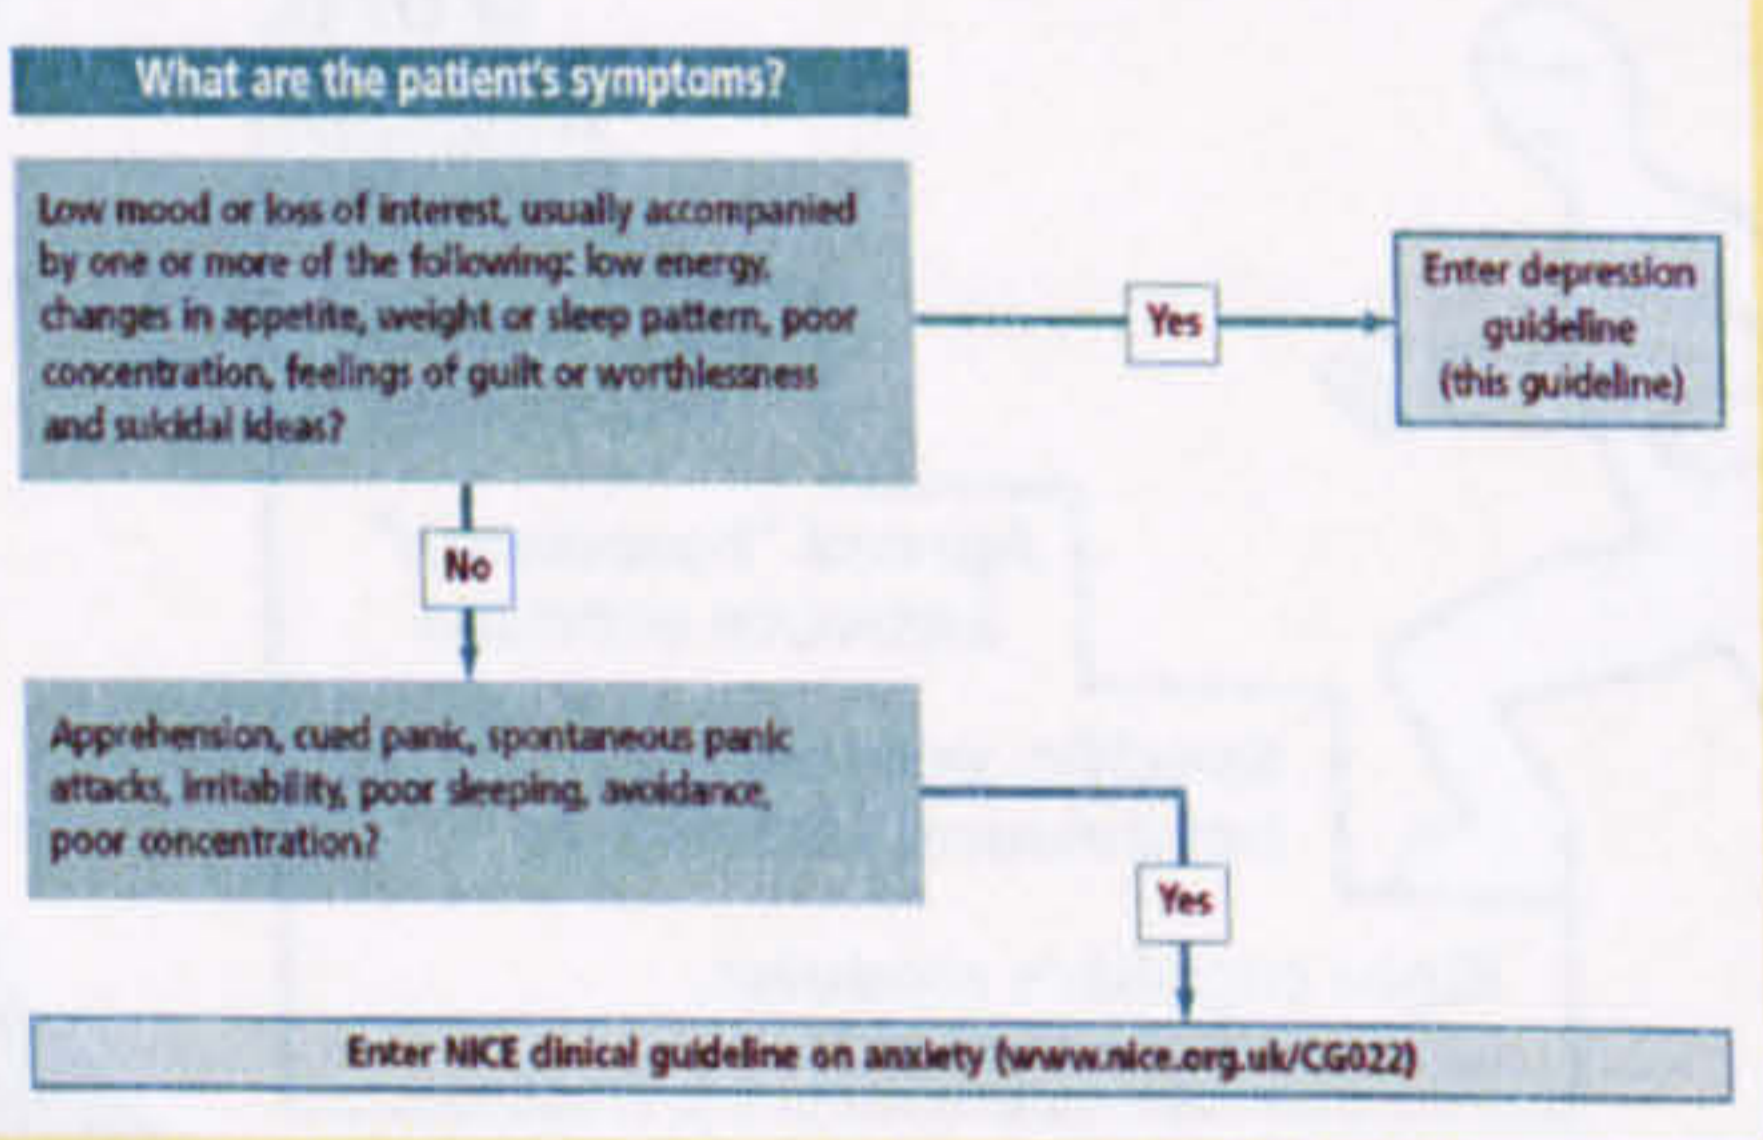 What are the patient's symptoms?
Low mood or loss of interest, usually accompanied
by one or more of the following: low energy,
changes in appetite, weight or sleep pattern, poor
concentration, feelings of guilt or worthlessness
and suicidal ideas?
Yes
Enter depression
guideline
(this guideline)
No
Apprehension, cued panic, spontaneous panic
attacks, irritability, poor sleeping, avoidance,
poor concentration?
Yes
Enter NICE clinical guideline on anxiety (www.nice.org.uk/CG022)